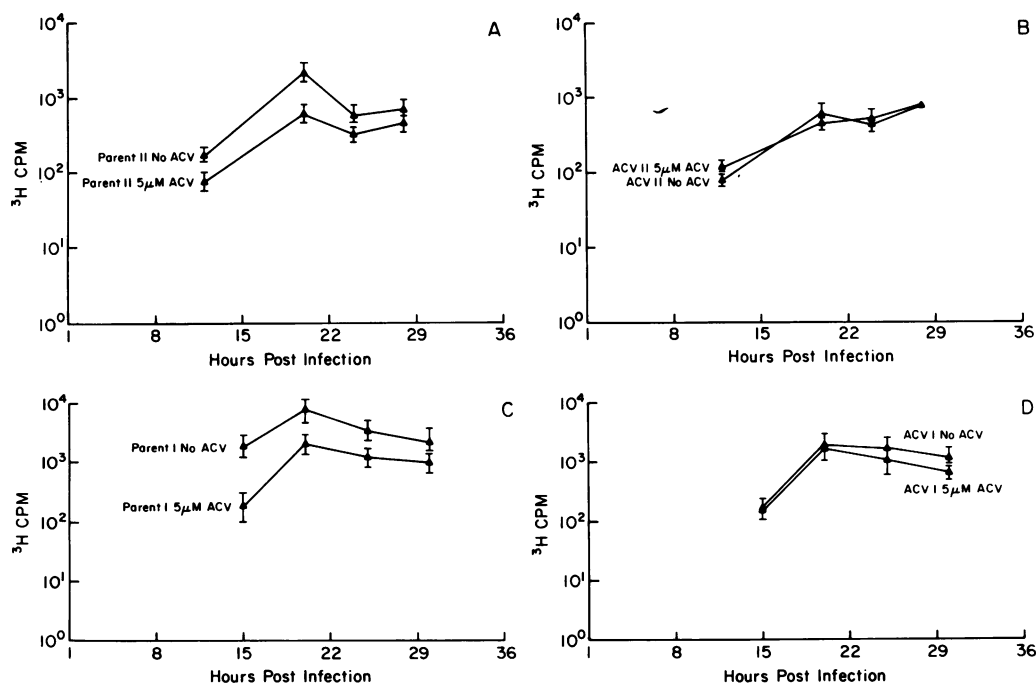 A
10⁴
10³
10²
10¹
10⁰
³H CPM
Parent II No ACV
Parent II 5μM ACV
1 8 15 22 29 36
Hours Post Infection
B
10⁴
10³
10²
10¹
10⁰
³H CPM
ACV II 5μM ACV
ACV II No ACV
1 8 15 22 29 36
Hours Post Infection
C
10⁴
10³
10²
10¹
10⁰
³H CPM
Parent I No ACV
Parent I 5μM ACV
1 8 15 22 29 36
Hours Post Infection
D
10⁴
10³
10²
10¹
10⁰
³H CPM
ACV I No ACV
ACV I 5μM ACV
1 8 15 22 29 36
Hours Post Infection